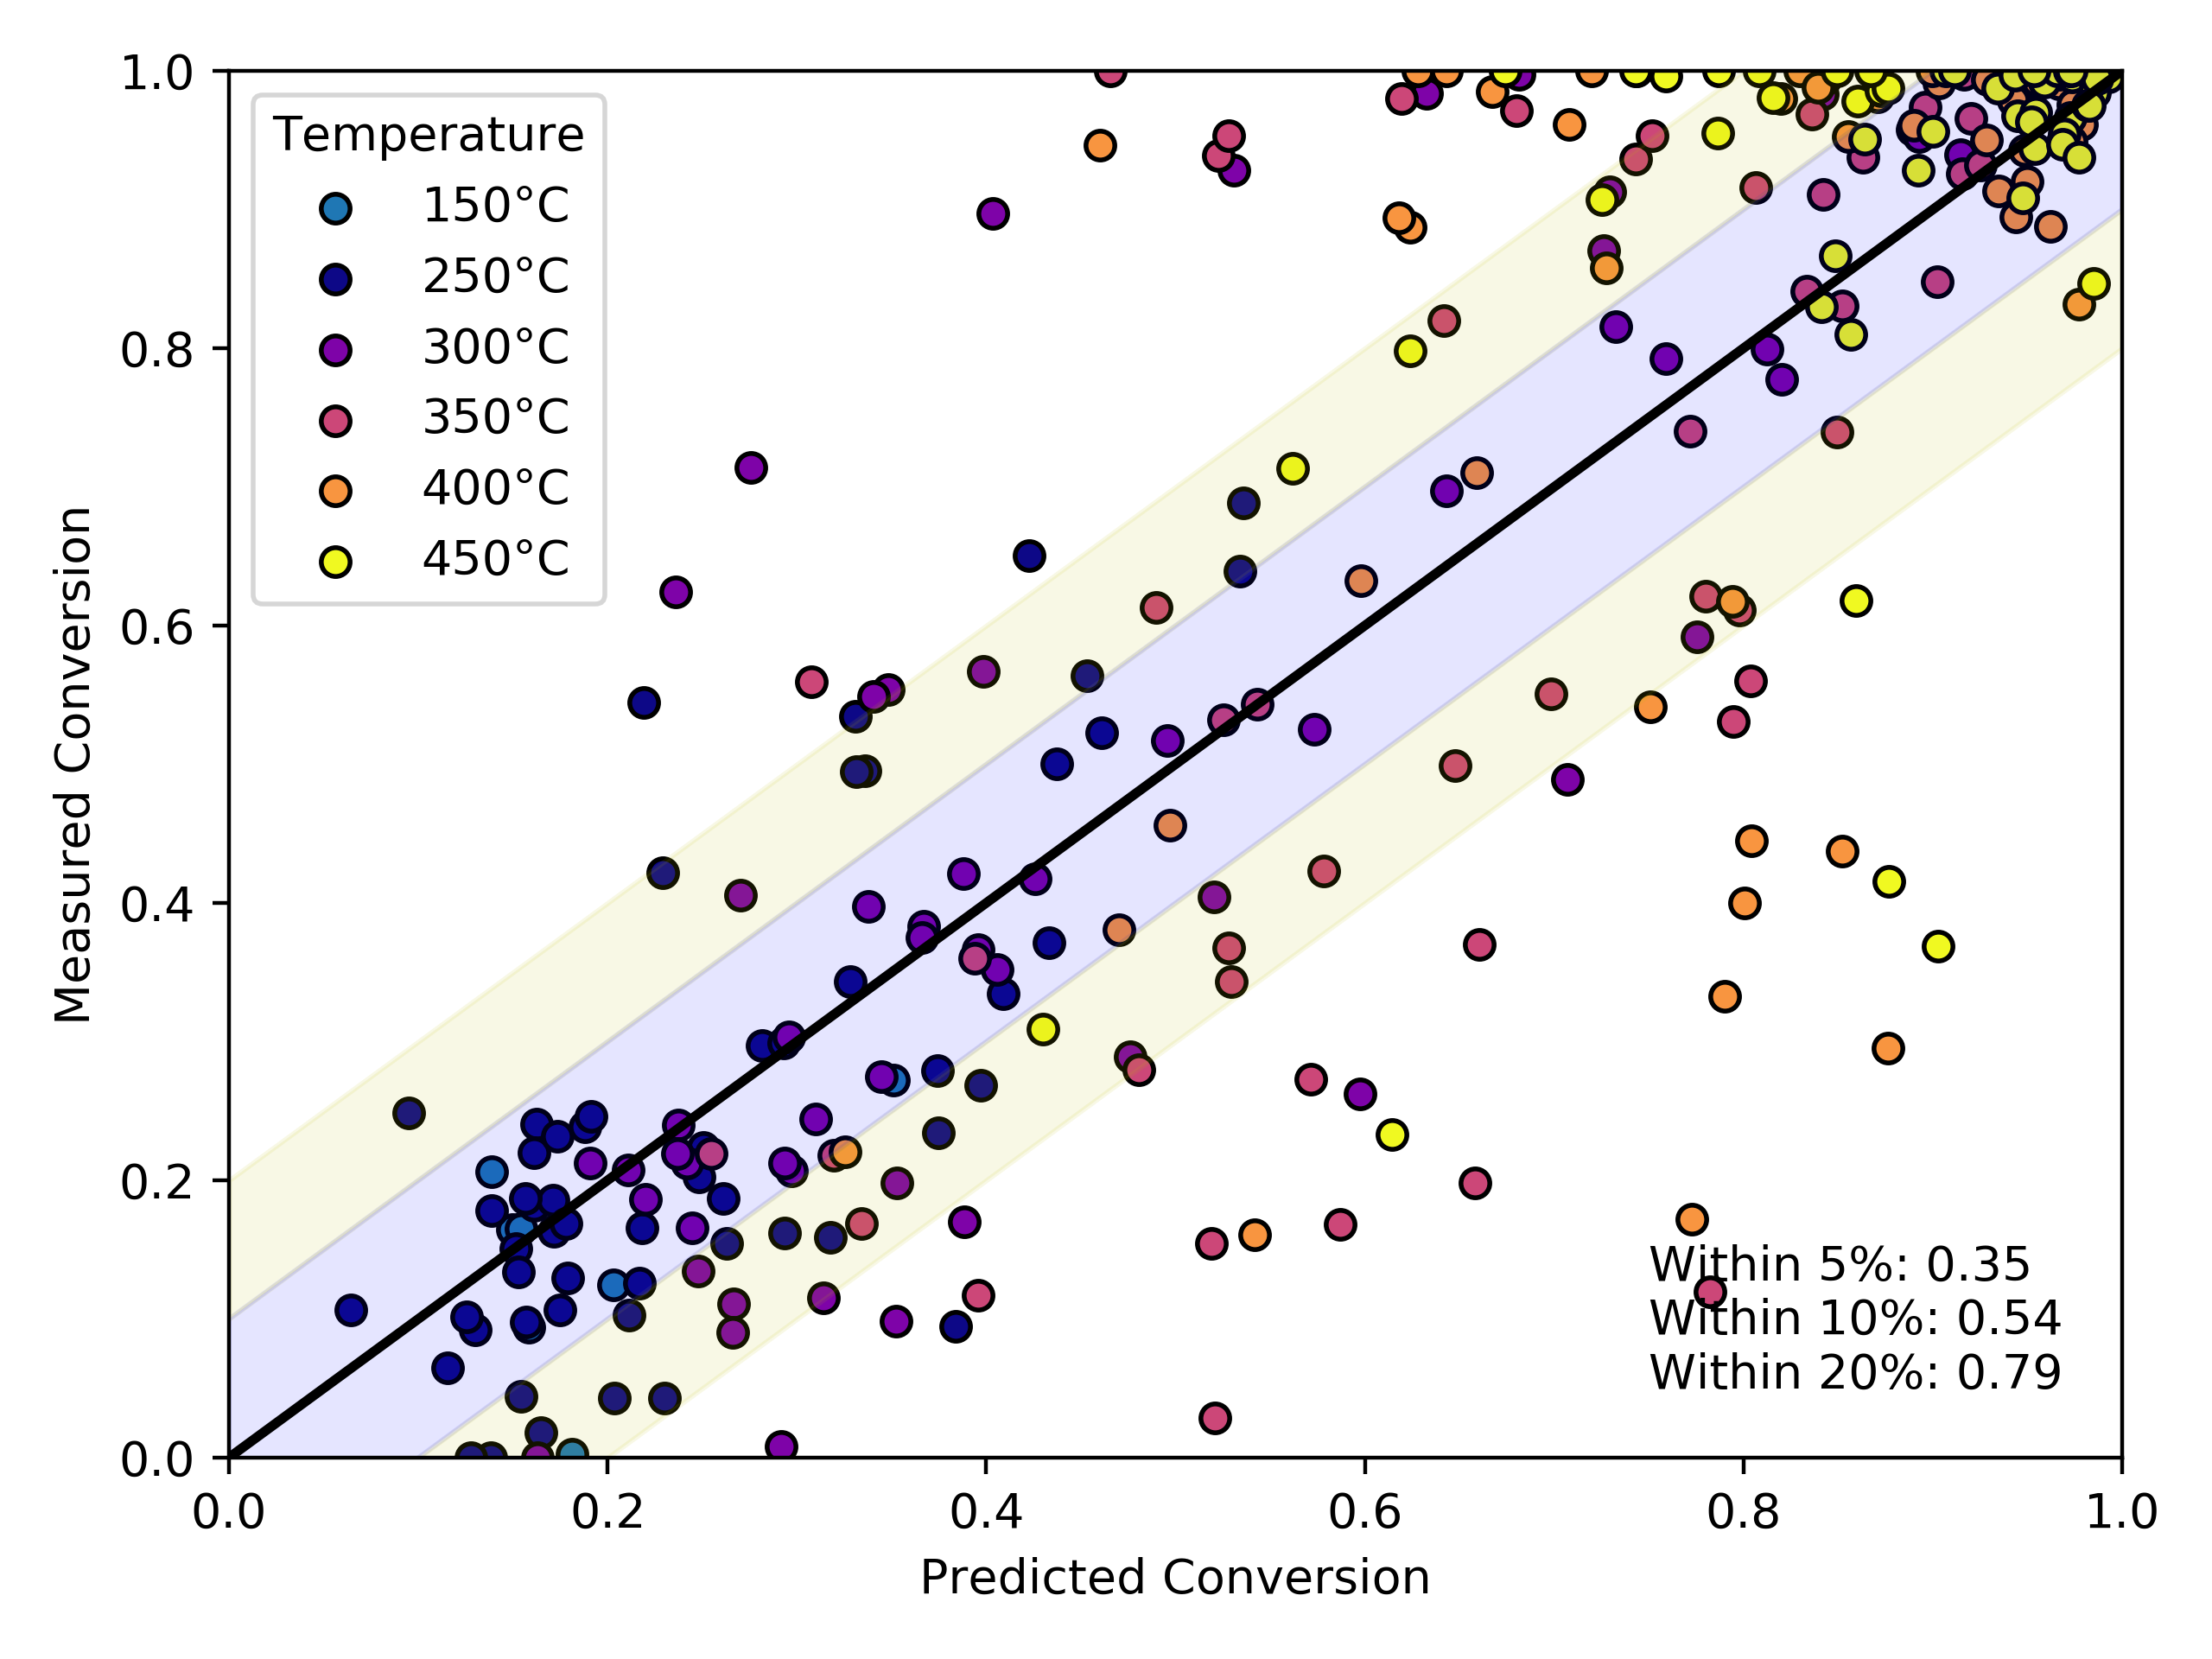 Temperature
150°C
250°C
300°C
350°C
400°C
450°C
1.0
0.8
0.6
0.4
0.2
0.0
Measured Conversion
Within 5%: 0.35
Within 10%: 0.54
Within 20%: 0.79
0.0 0.2 0.4 0.6 0.8 1.0
Predicted Conversion